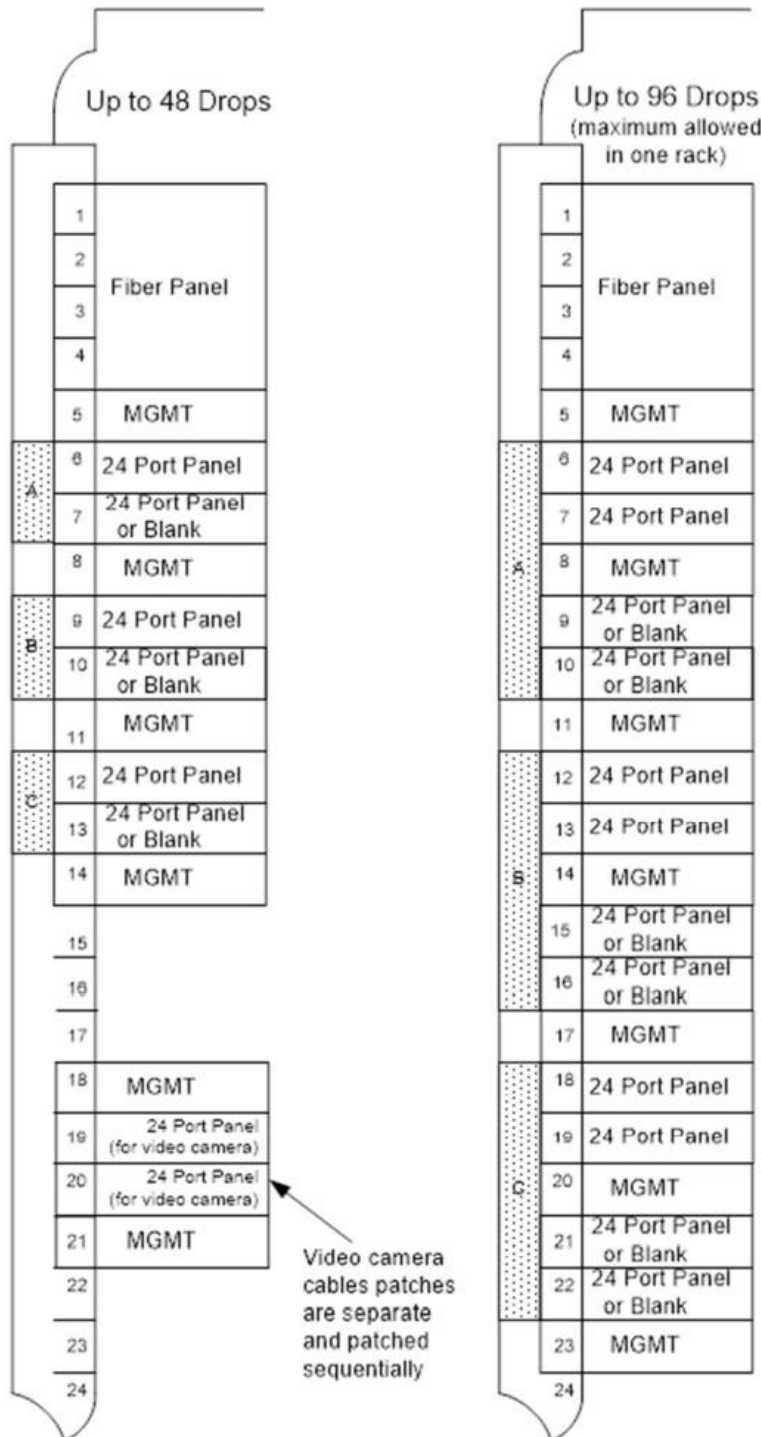 Up to 48 Drops
1
2
Fiber Panel
3
4
5 MGMT
A
6 24 Port Panel
7 24 Port Panel
or Blank
8 MGMT
B
9 24 Port Panel
10 24 Port Panel
or Blank
11 MGMT
C
12 24 Port Panel
13 24 Port Panel
or Blank
14 MGMT
15
16
17
18 MGMT
19 24 Port Panel
(for video camera)
20 24 Port Panel
(for video camera)
21 MGMT
22
23
24
Video camera
cables patches
are separate
and patched
sequentially
Up to 96 Drops
(maximum allowed
in one rack)
1
2
Fiber Panel
3
4
5 MGMT
A
6 24 Port Panel
7 24 Port Panel
8 MGMT
9 24 Port Panel
or Blank
10 24 Port Panel
or Blank
11 MGMT
B
12 24 Port Panel
13 24 Port Panel
14 MGMT
15 24 Port Panel
or Blank
16 24 Port Panel
or Blank
17 MGMT
C
18 24 Port Panel
19 24 Port Panel
20 MGMT
21 24 Port Panel
or Blank
22 24 Port Panel
or Blank
23 MGMT
24